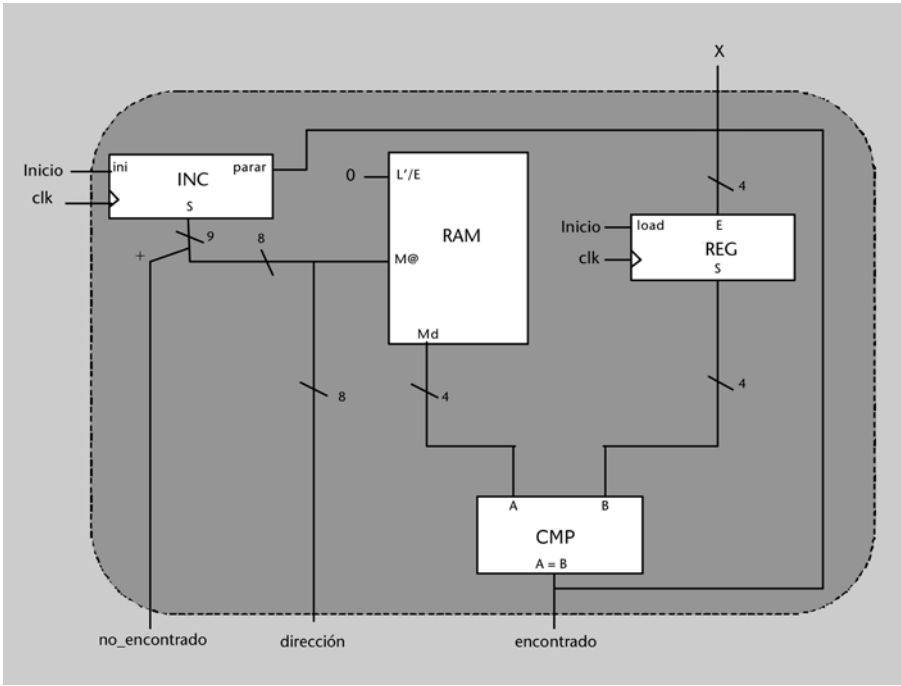 X
Inicio
ini
parar
clk
INC
S
0
L'/E
RAM
M@
Md
4
Inicio
load
E
clk
REG
S
9
8
+
8
4
4
A
B
CMP
A = B
no_encontrado
dirección
encontrado